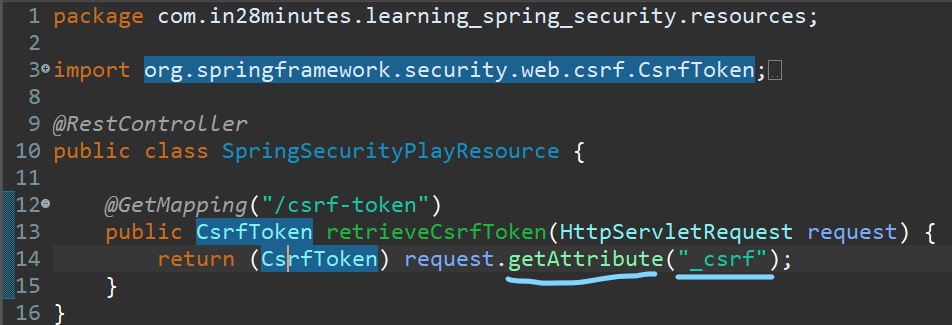 1 package com.in28minutes.learning_spring_security.resources;
2
3 import org.springframework.security.web.csrf.CsrfToken;
8
9 @RestController
10 public class SpringSecurityPlayResource {
11
12 @GetMapping("/csrf-token")
13 public CsrfToken retrieveCsrfToken(HttpServletRequest request) {
14 return (CsrfToken) request.getAttribute("_csrf");
15 }
16 }